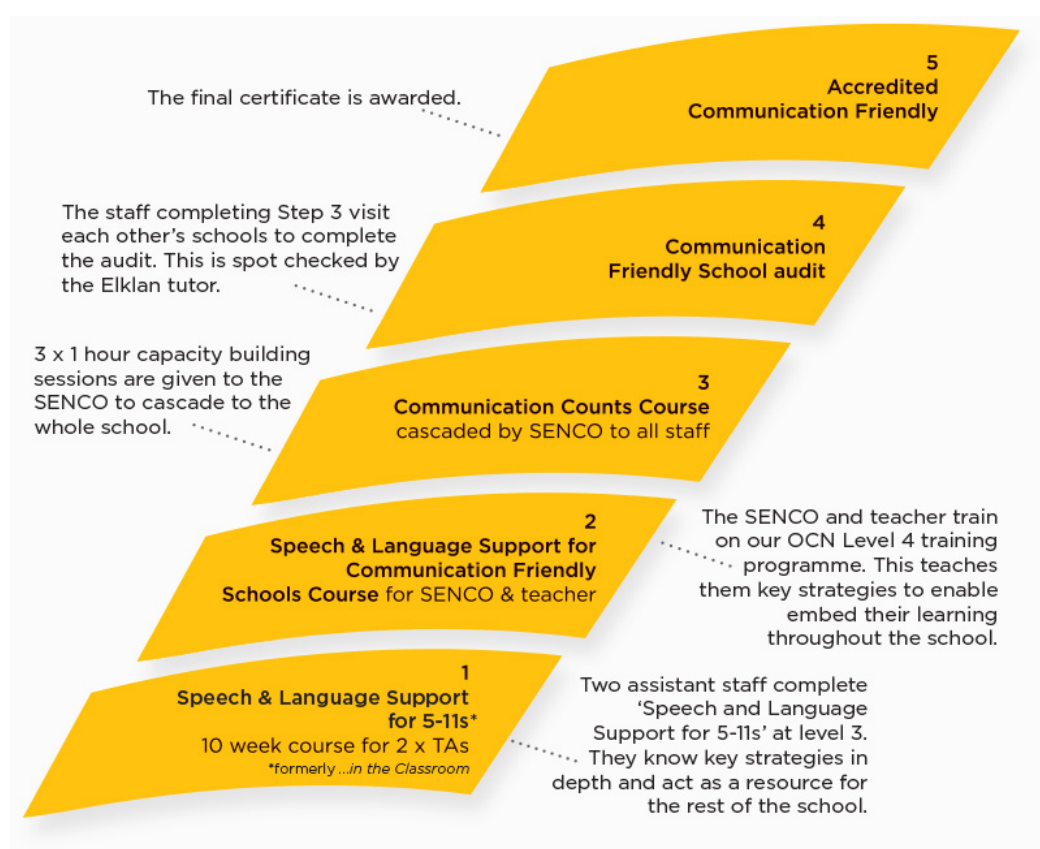 5
Accredited
Communication Friendly
The final certificate is awarded.
4
Communication
Friendly School audit
The staff completing Step 3 visit
each other's schools to complete
the audit. This is spot checked by
the Elklan tutor.
3
Communication Counts Course
cascaded by SENCO to all staff
3 x 1 hour capacity building
sessions are given to the
SENCO to cascade to the
whole school.
2
Speech & Language Support for
Communication Friendly
Schools Course for SENCO & teacher
The SENCO and teacher train
on our OCN Level 4 training
programme. This teaches
them key strategies to enable
embed their learning
throughout the school.
1
Speech & Language Support
for 5-11s*
10 week course for 2 x TAs
*formerly ...in the Classroom
Two assistant staff complete
'Speech and Language
Support for 5-11s' at level 3.
They know key strategies in
depth and act as a resource for
the rest of the school.